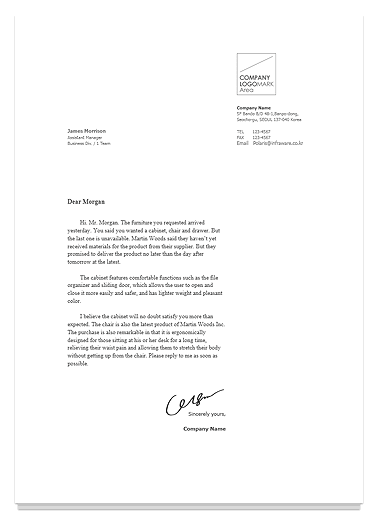 COMPANY
LOGOMARK
Area
Company Name
5F Bando B/D 48-1,Banpo-dong,
Seochogu, SEOUL 137-040 Korea
James Morrison
Assistant Manager
Business Div. / 1 Team
TEL 123-4567
FAX 123-4567
Email Polaris@infraware.co.kr
Dear Morgan
Hi. Mr. Morgan. The furniture you requested arrived
yesterday. You said you wanted a cabinet, chair and drawer. But
the last one is unavailable. Martin Woods said they haven't yet
received materials for the product from their supplier. But they
promised to deliver the product no later than the day after
tomorrow at the latest.
The cabinet features comfortable functions such as the file
organizer and sliding door, which allows the user to open and
close it more easily and safer, and has lighter weight and pleasant
color.
I believe the cabinet will no doubt satisfy you more than
expected. The chair is also the latest product of Martin Woods Inc.
The purchase is also remarkable in that it is ergonomically
designed for those sitting at his or her desk for a long time,
relieving their waist pain and allowing them to stretch their body
without getting up from the chair. Please reply to me as soon as
possible.
Sincerely yours,
Company Name